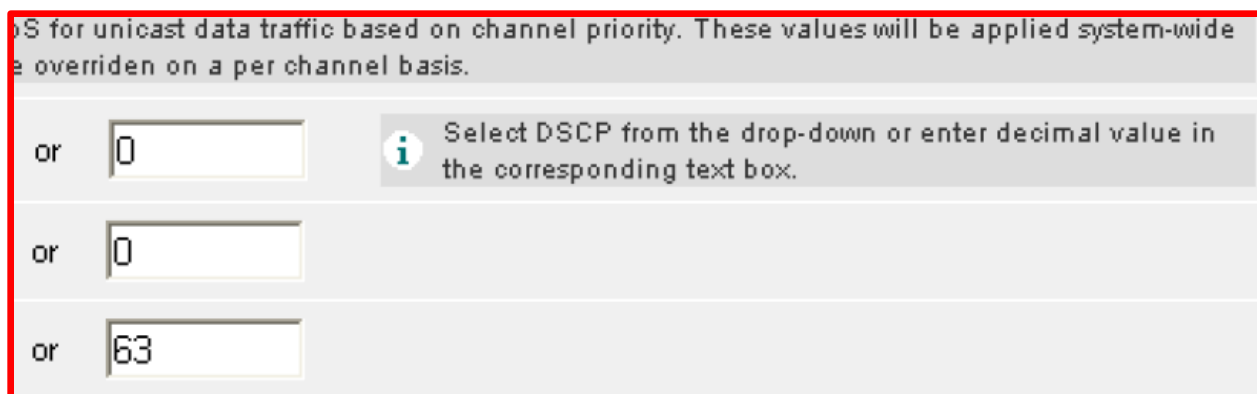 S for unicast data traffic based on channel priority. These values will be applied system-wide
e overriden on a per channel basis.
or 0 i Select DSCP from the drop-down or enter decimal value in
the corresponding text box.
or 0
or 63